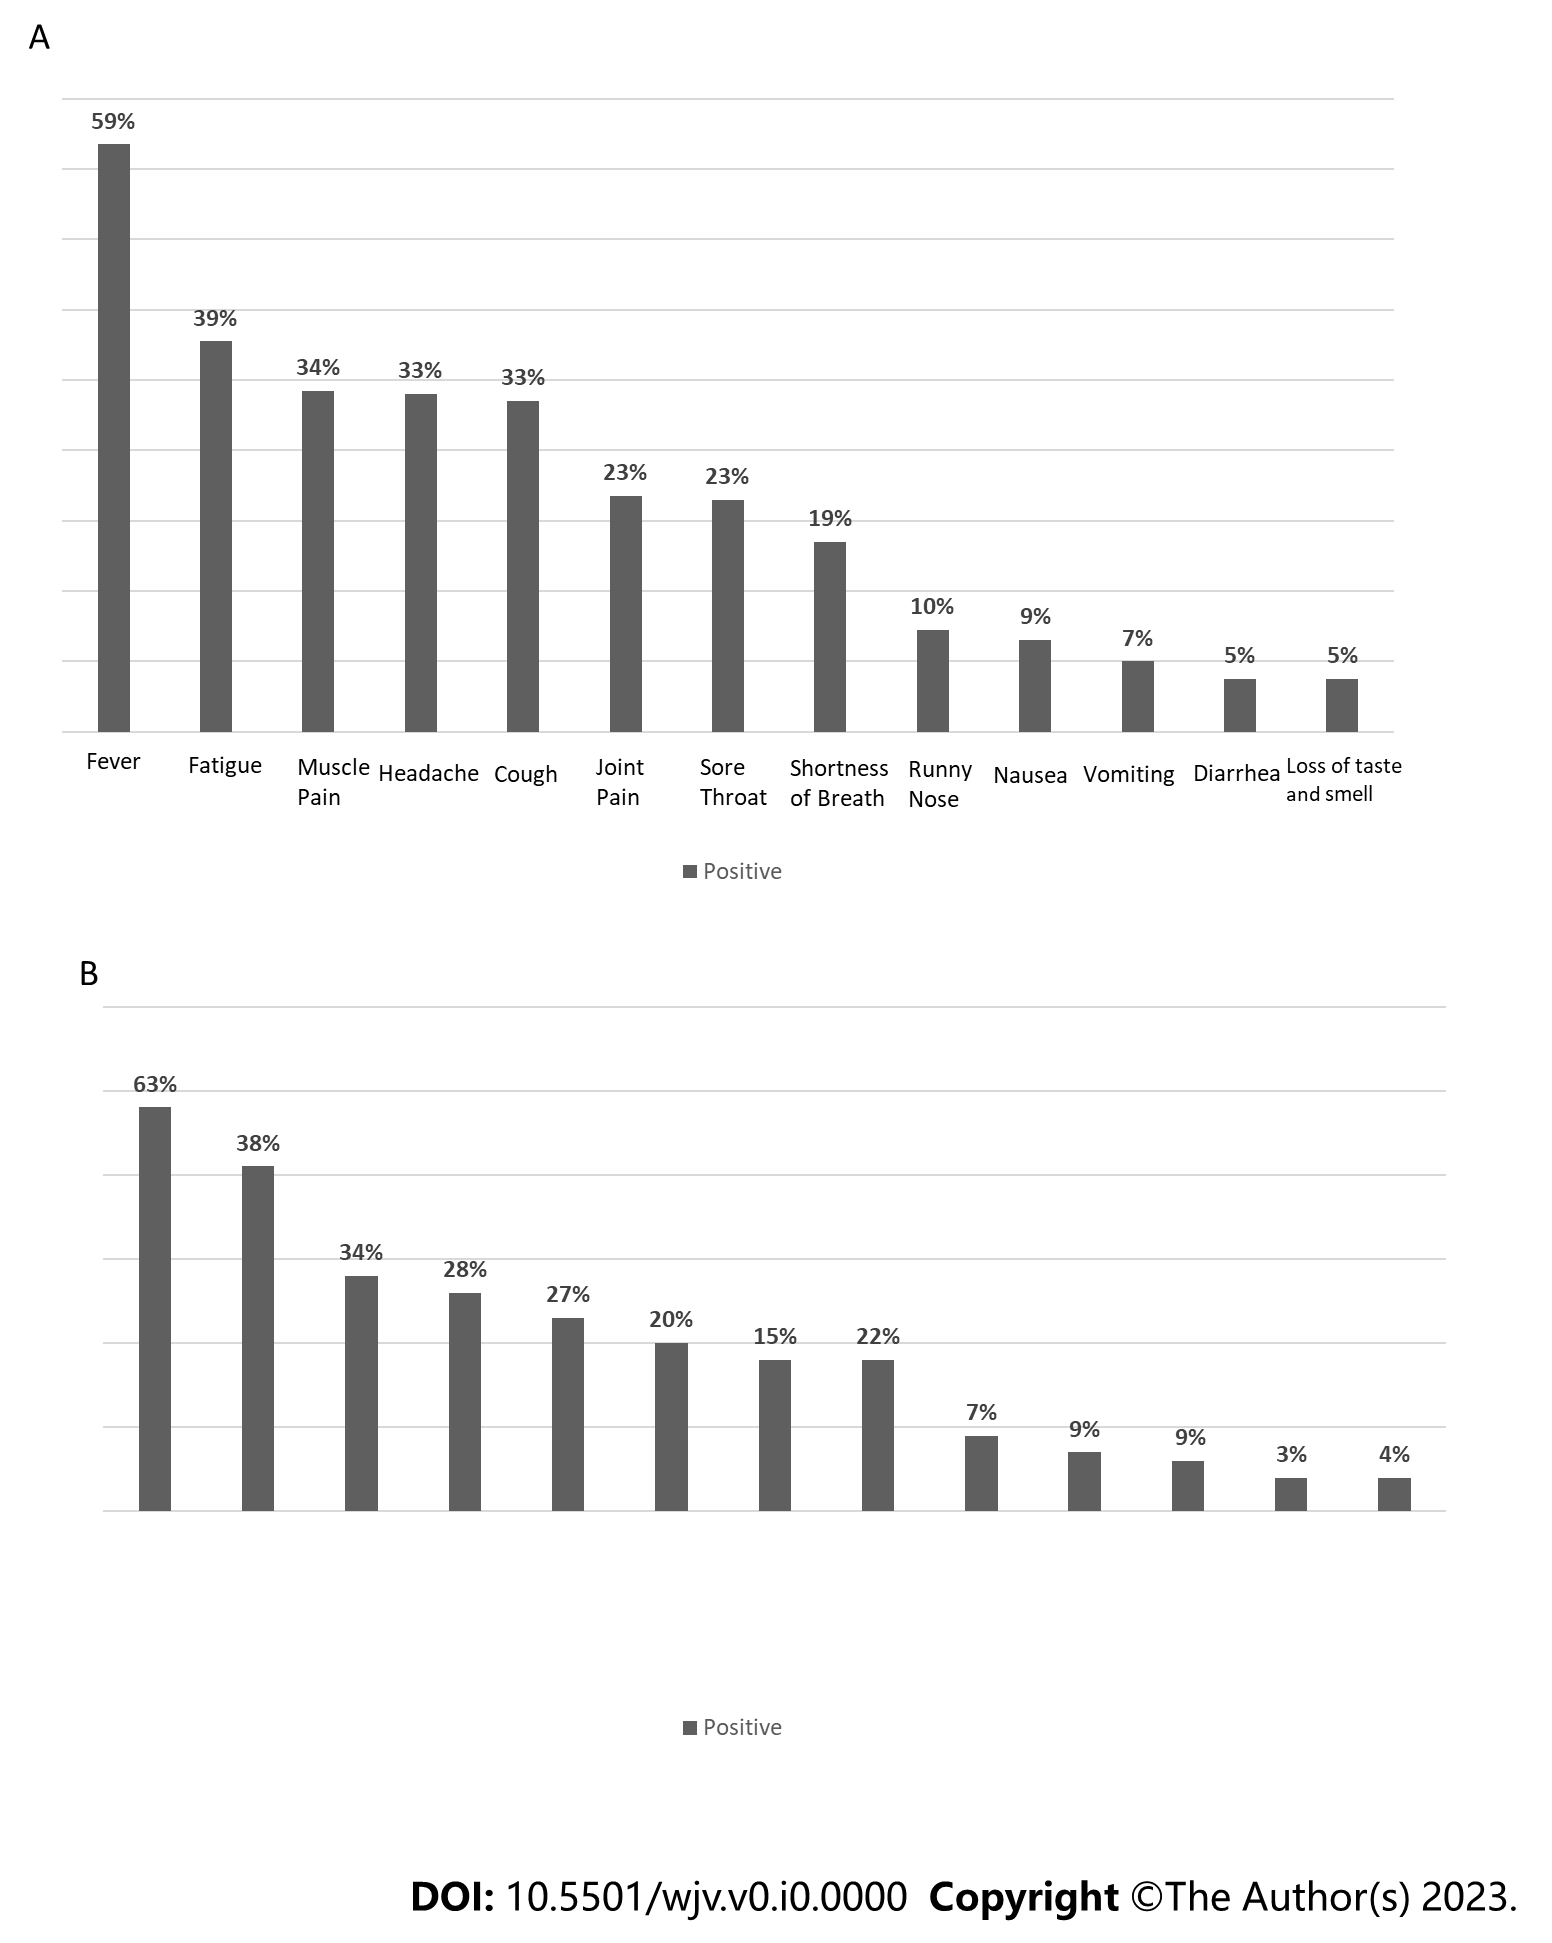 A
59%
39%
34%
33%
33%
23%
23%
19%
10%
9%
7%
5%
5%
Fever
Fatigue
Muscle
Pain
Headache
Cough
Joint
Pain
Sore
Throat
Shortness
of Breath
Runny
Nose
Nausea
Vomiting
Diarrhea
Loss of taste
and smell
Positive
B
63%
38%
34%
28%
27%
20%
15%
22%
7%
9%
9%
3%
4%
Positive
DOI: 10.5501/wjv.v0.i0.0000 Copyright ©The Author(s) 2023.